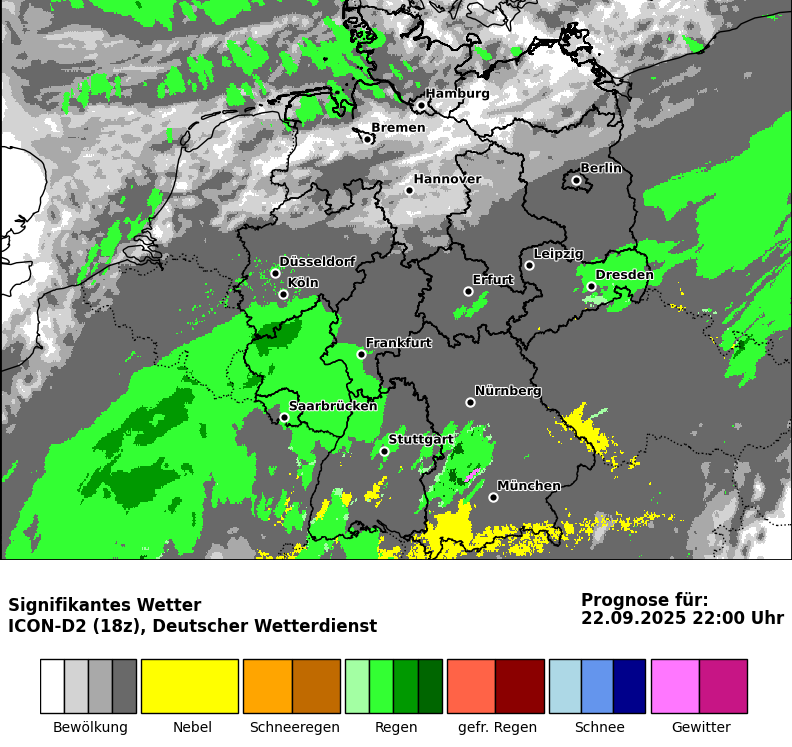 Hamburg
Bremen
Berlin
Hannover
Leipzig
Düsseldorf
Dresden
Köln
Erfurt
Frankfurt
Nürnberg
Saarbrücken
Stuttgart
München
Signifikantes Wetter
ICON-D2 (18z), Deutscher Wetterdienst
Prognose für:
22.09.2025 22:00 Uhr
Bewölkung Nebel Schneeregen Regen gefr. Regen Schnee Gewitter